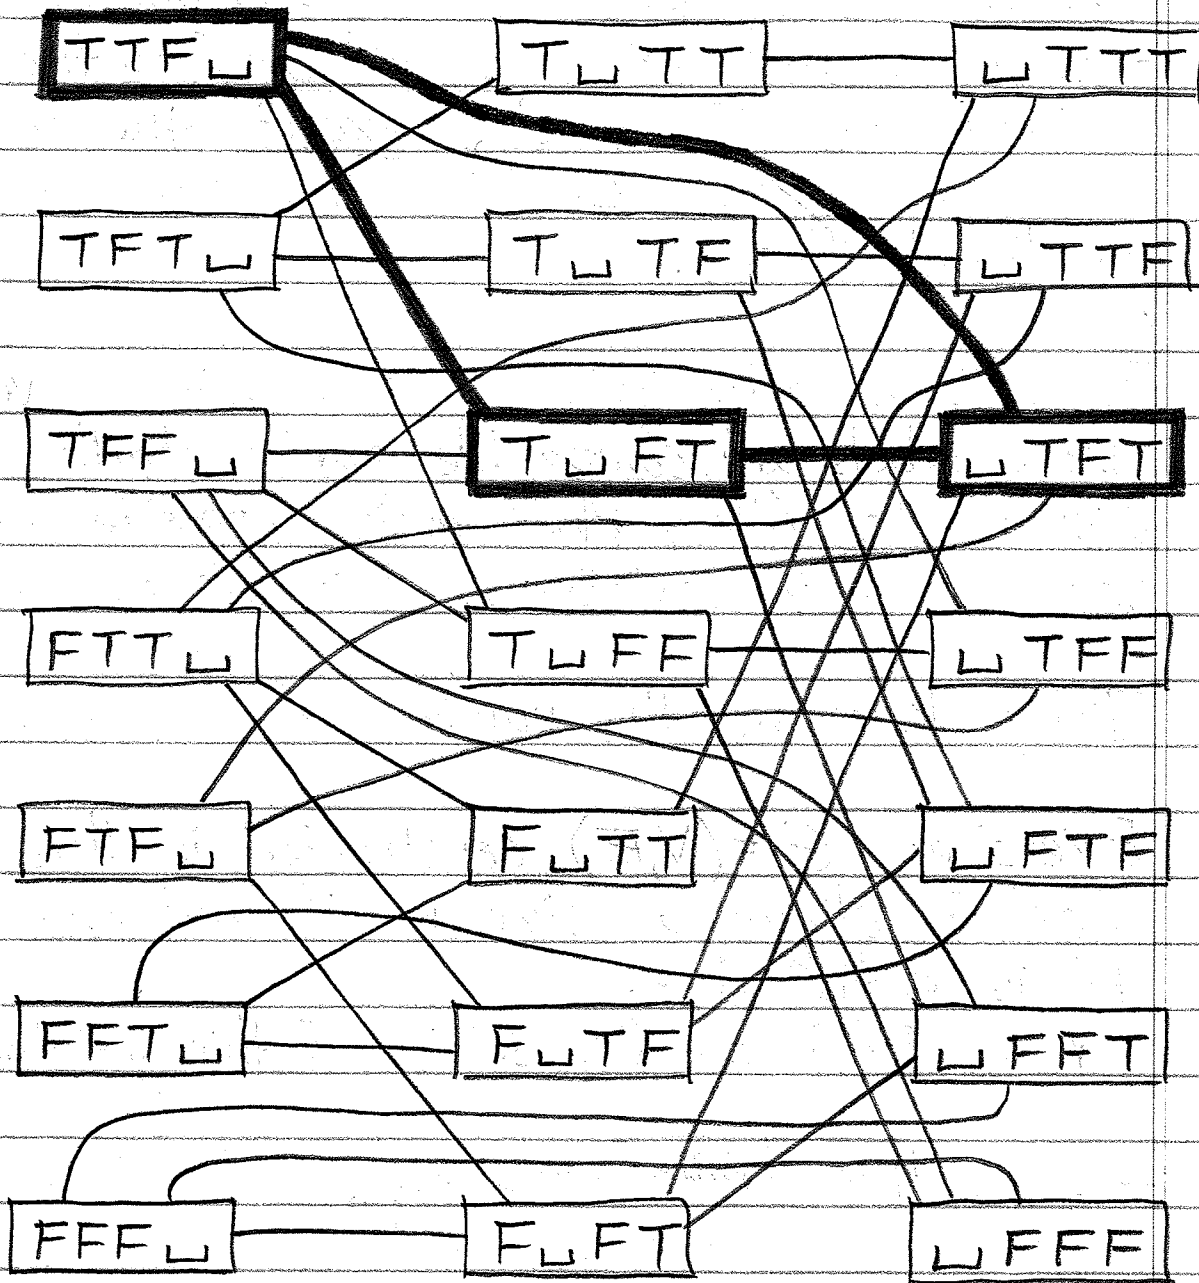 TTF␣ T␣TT ␣TTT
TFT␣ T␣TF ␣TTF
TFF␣ T␣FT ␣TFT
FTT␣ T␣FF ␣TFF
FTF␣ F␣TT ␣FTF
FFT␣ F␣TF ␣FFT
FFF␣ F␣FT ␣FFF